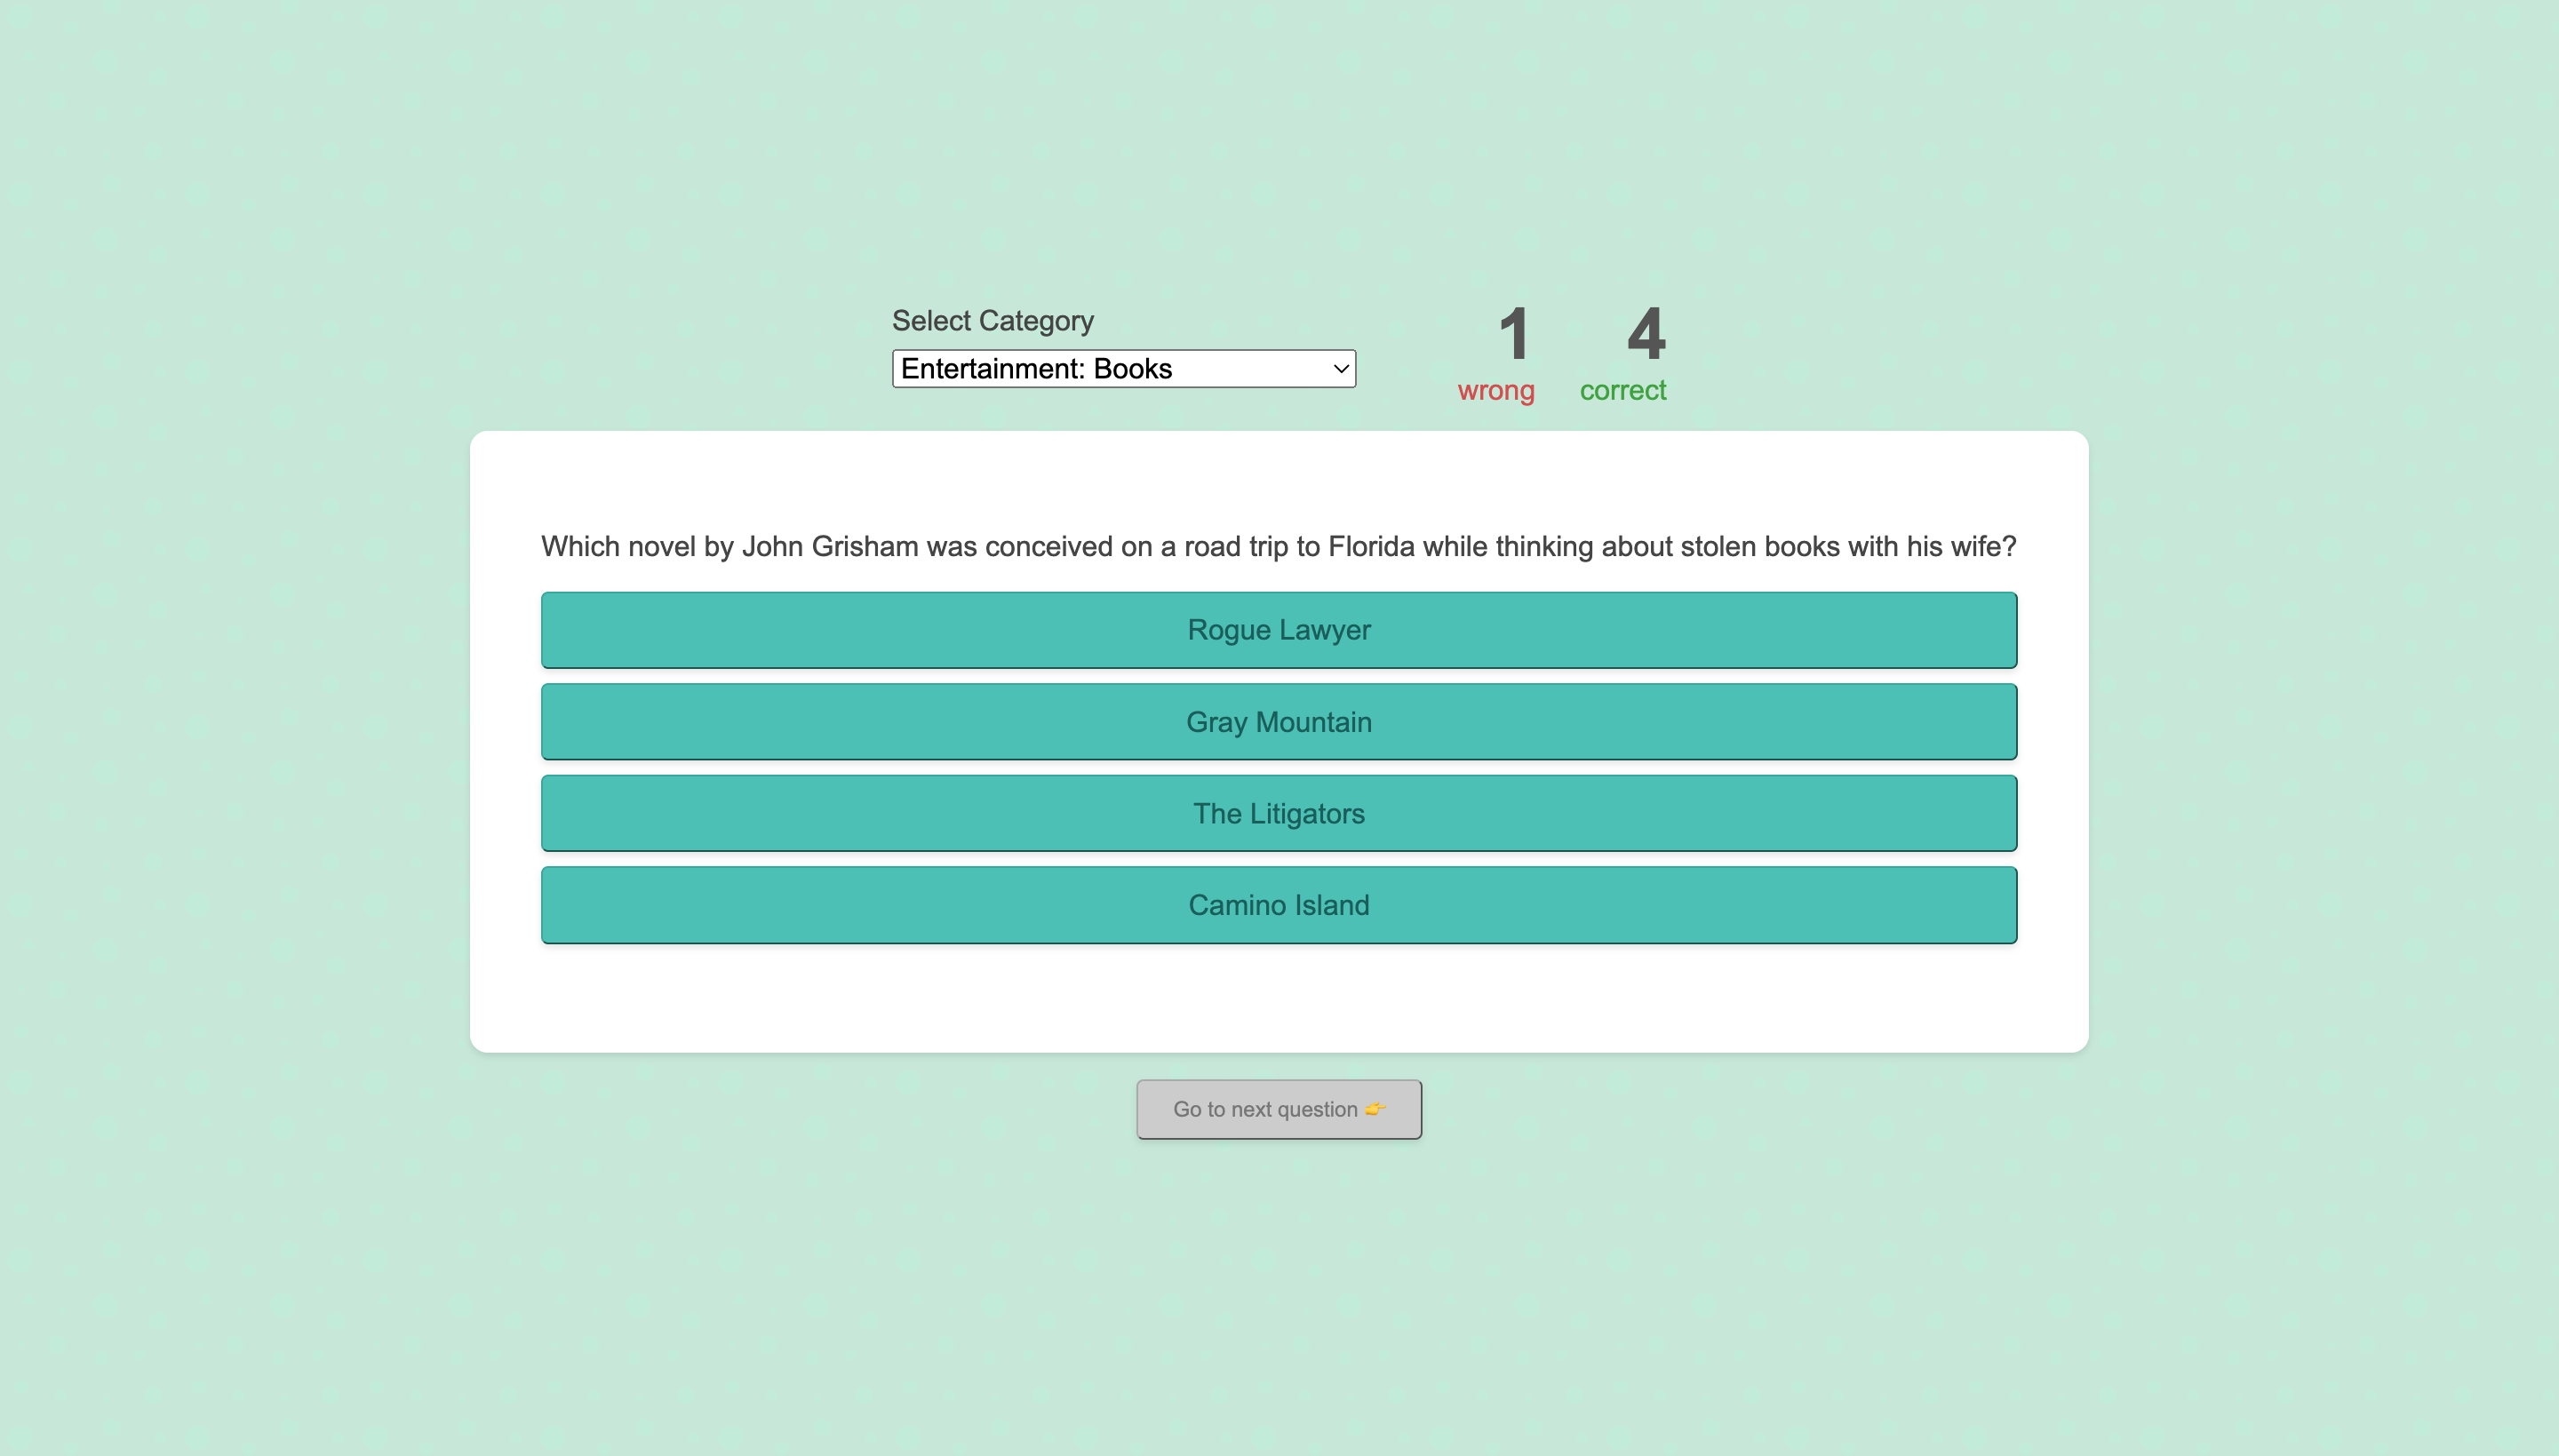 Select Category
Entertainment: Books
1
wrong
4
correct
Which novel by John Grisham was conceived on a road trip to Florida while thinking about stolen books with his wife?
Rogue Lawyer
Gray Mountain
The Litigators
Camino Island
Go to next question 👉